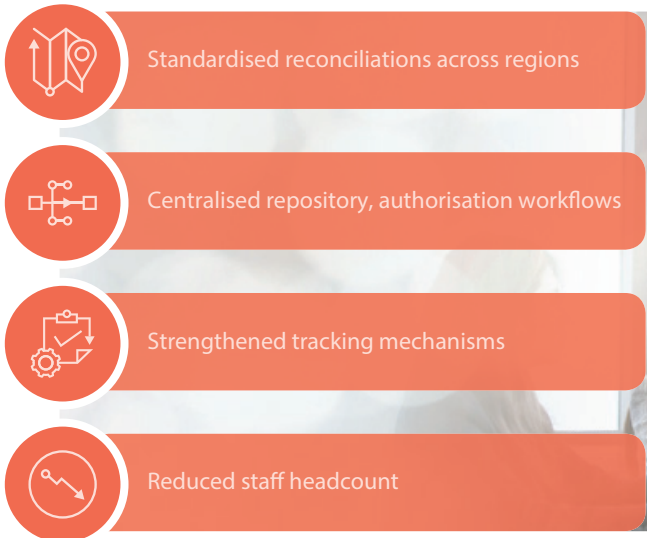 Standardised reconciliations across regions
Centralised repository, authorisation workflows
Strengthened tracking mechanisms
Reduced staff headcount